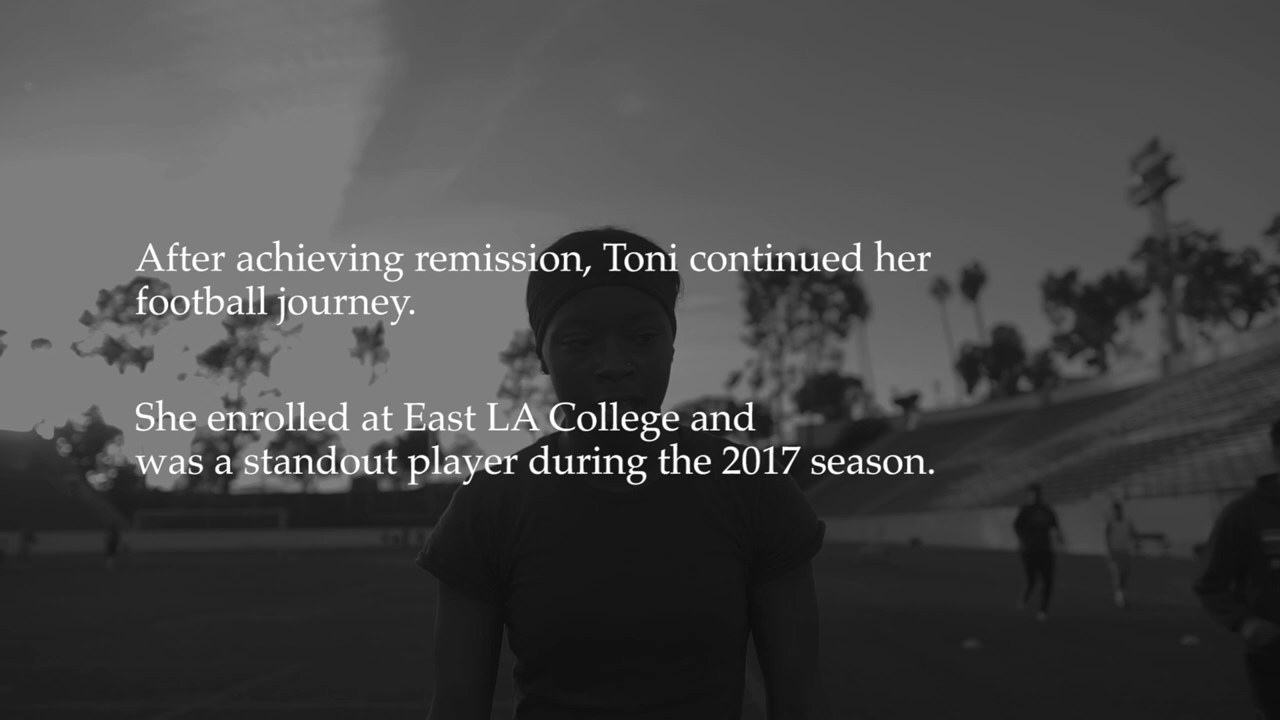 After achieving remission, Toni continued her
football journey.
She enrolled at East LA College and
was a standout player during the 2017 season.